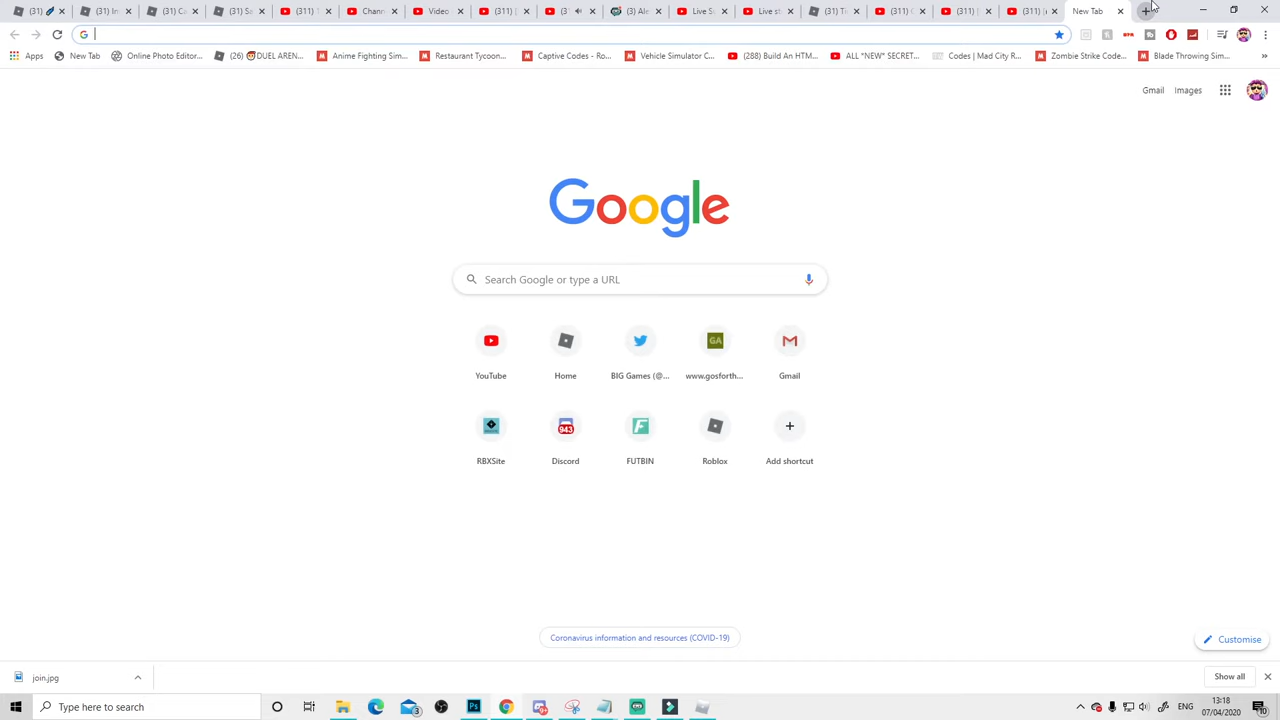 (31) (31) In (31) C (31) S (311) S Chann Video (311) (3) Ale Live S Live st (31) T (311) (311) (311) New Tab
Apps New Tab Online Photo Editor... (26) DUEL AREN... Anime Fighting Sim... Restaurant Tycoon... Captive Codes - Ro... Vehicle Simulator C... (288) Build An HTM... ALL *NEW* SECRET... Codes | Mad City R... Zombie Strike Code... Blade Throwing Sim... »
Gmail Images
Google
Search Google or type a URL
YouTube Home BIG Games (@... www.gosforth... Gmail
GA
943
RBXSite Discord FUTBIN Roblox Add shortcut
Coronavirus information and resources (COVID-19)
Customise
join.jpg Show all
Type here to search
ENG 13:18
07/04/2020